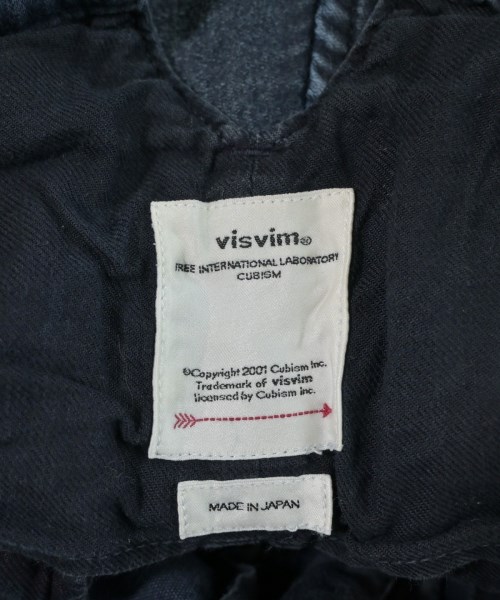 visvim®
FREE INTERNATIONAL LABORATORY
CUBISM
©Copyright 2001 Cubism Inc.
Trademark of visvim
licensed by Cubism Inc.
MADE IN JAPAN